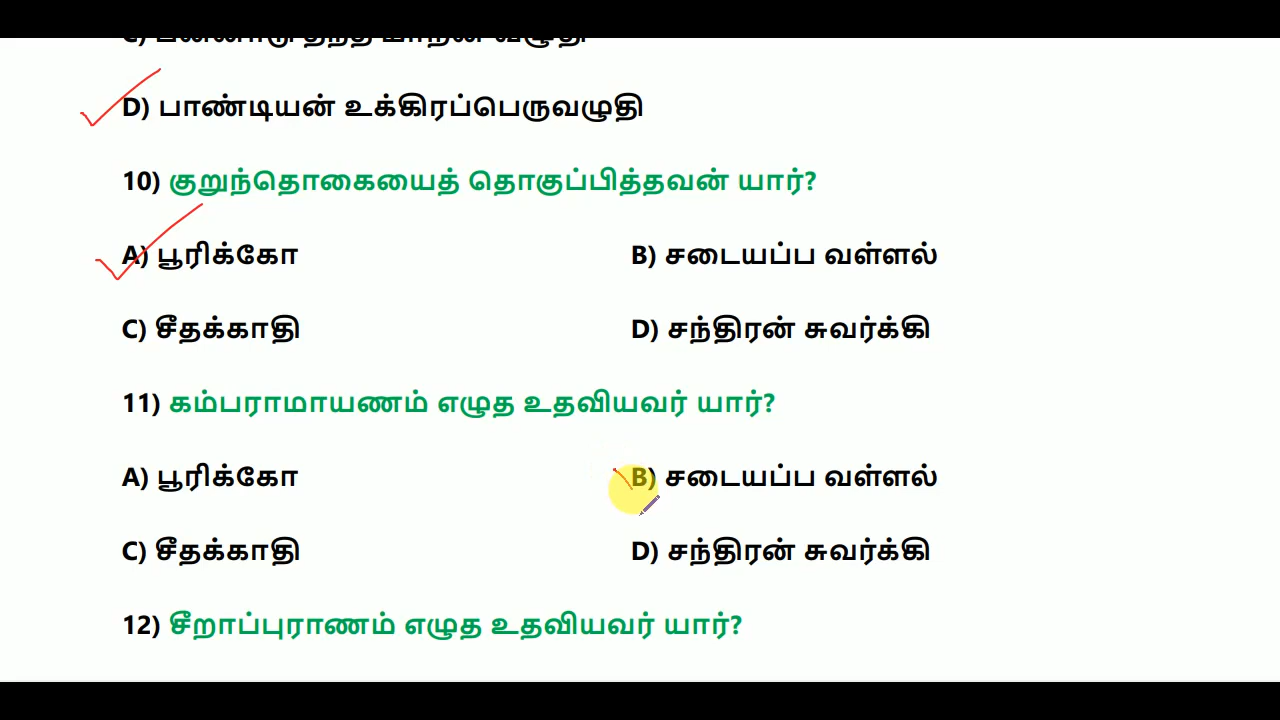 D) பாண்டியன் உக்கிரப்பெருவழுதி
10) குறுந்தொகையைத் தொகுப்பித்தவன் யார்?
A) பூரிக்கோ B) சடையப்ப வள்ளல்
C) சீதக்காதி D) சந்திரன் சுவர்க்கி
11) கம்பராமாயணம் எழுத உதவியவர் யார்?
A) பூரிக்கோ B) சடையப்ப வள்ளல்
C) சீதக்காதி D) சந்திரன் சுவர்க்கி
12) சீறாப்புராணம் எழுத உதவியவர் யார்?